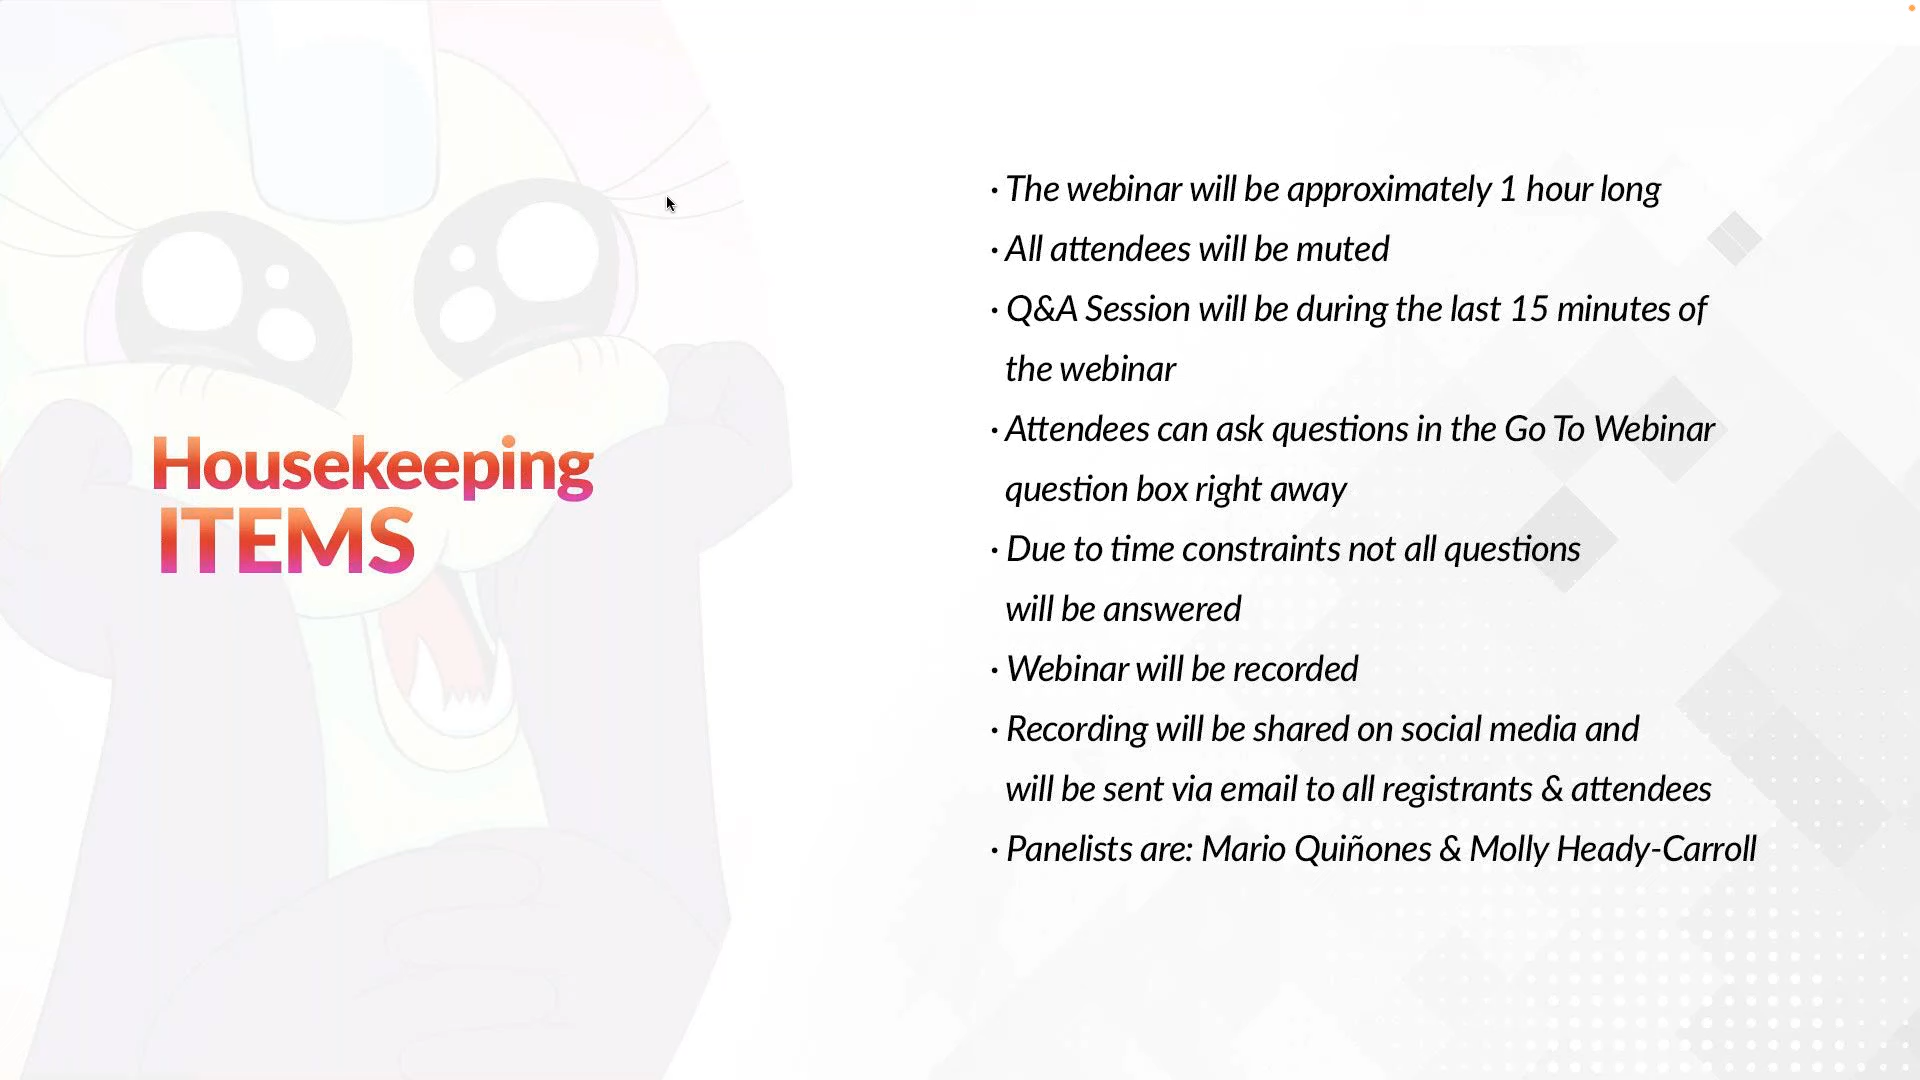 Housekeeping
ITEMS
· The webinar will be approximately 1 hour long
· All attendees will be muted
· Q&A Session will be during the last 15 minutes of
the webinar
· Attendees can ask questions in the Go To Webinar
question box right away
· Due to time constraints not all questions
will be answered
· Webinar will be recorded
· Recording will be shared on social media and
will be sent via email to all registrants & attendees
· Panelists are: Mario Quiñones & Molly Heady-Carroll